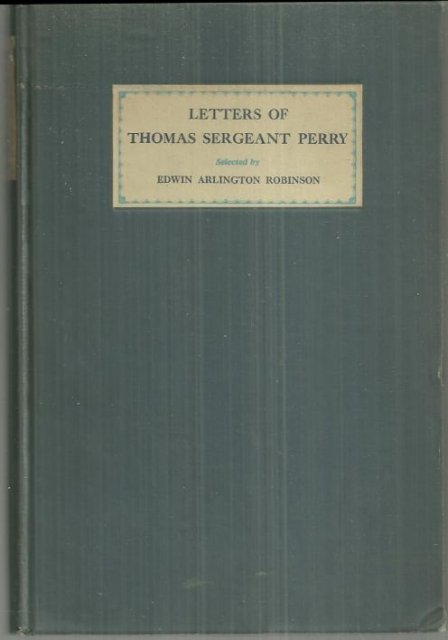 LETTERS OF
THOMAS SERGEANT PERRY
Selected by
EDWIN ARLINGTON ROBINSON